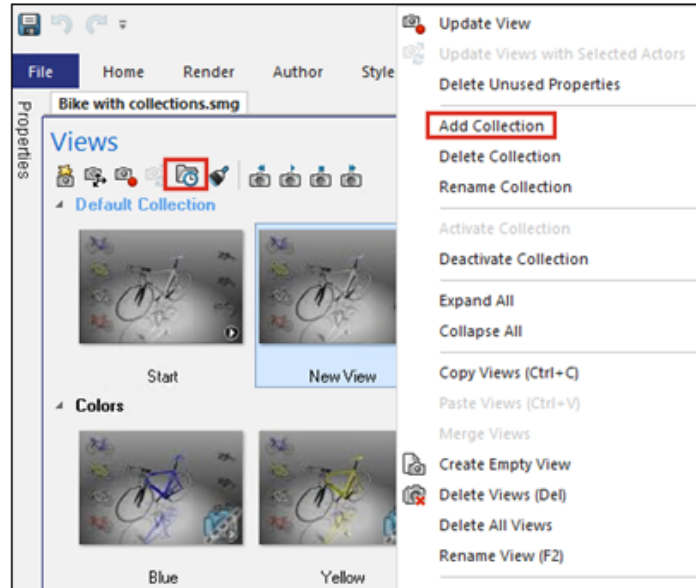 File
Home
Render
Author
Style
Properties
Bike with collections.smg
Views
Default Collection
Start
New View
Colors
Blue
Yellow
Update View
Update Views with Selected Actors
Delete Unused Properties
Add Collection
Delete Collection
Rename Collection
Activate Collection
Deactivate Collection
Expand All
Collapse All
Copy Views (Ctrl+C)
Paste Views (Ctrl+V)
Merge Views
Create Empty View
Delete Views (Del)
Delete All Views
Rename View (F2)